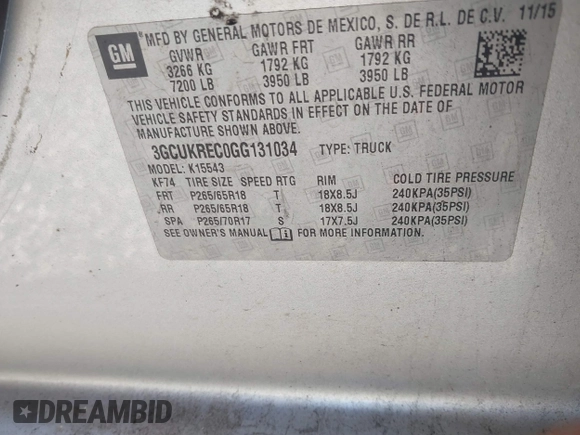 GM
MFD BY GENERAL MOTORS DE MEXICO, S. DE R.L. DE C.V. 11/15
GVWR GAWR FRT GAWR RR
3266 KG 1792 KG 1792 KG
7200 LB 3950 LB 3950 LB
THIS VEHICLE CONFORMS TO ALL APPLICABLE U.S. FEDERAL MOTOR
VEHICLE SAFETY STANDARDS IN EFFECT ON THE DATE OF
MANUFACTURE SHOWN ABOVE.
3GCUKREC0GG131034 TYPE: TRUCK
MODEL: K15543
KF74 TIRE SIZE SPEED RTG RIM COLD TIRE PRESSURE
FRT P265/65R18 T 18X8.5J 240KPA(35PSI)
RR P265/65R18 T 18X8.5J 240KPA(35PSI)
SPA P265/70R17 S 17X7.5J 240KPA(35PSI)
SEE OWNER'S MANUAL FOR MORE INFORMATION.
DREAMBID